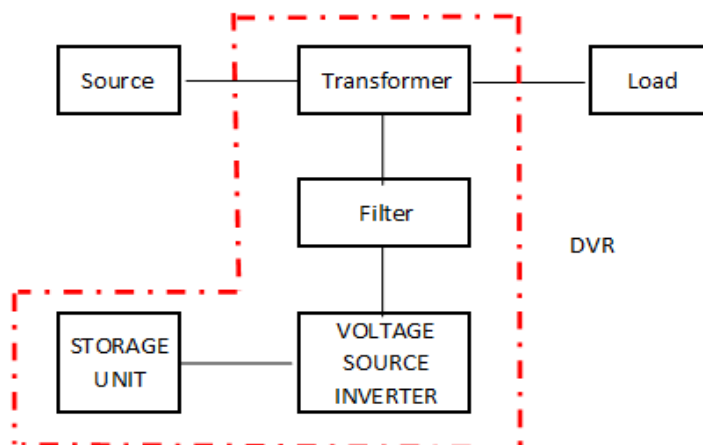 Source
Transformer
Load
Filter
DVR
STORAGE
UNIT
VOLTAGE
SOURCE
INVERTER